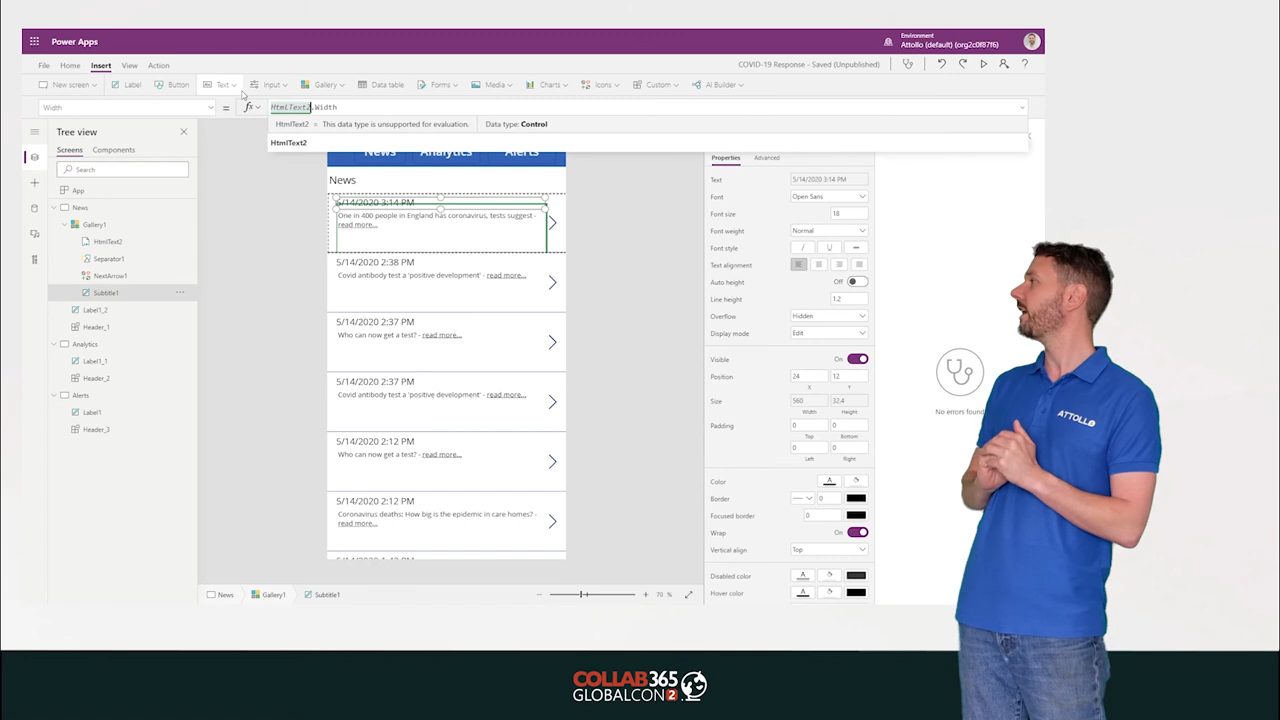 Power Apps
Environment
Attollo (default) (org2c0f87f6)
File Home Insert View Action
COVID-19 Response - Saved (Unpublished)
New screen Label Button Text Input Gallery Data table Forms Media Charts Icons AI Builder
Width = fx HtmlText2.Width
HtmlText2 = This data type is unsupported for evaluation. Data type: Control
HtmlText2
Tree view
Screens Components
Search
App
News
Gallery1
HtmlText2
Separator1
NextArrow1
Subtitle1
Label1_2
Header_1
Analytics
Label1_1
Header_2
Alerts
Label1
Header_3
News Analytics Alerts
News
5/14/2020 3:14 PM
One in 400 people in England has coronavirus, tests suggest -
read more...
5/14/2020 2:38 PM
Covid antibody test a 'positive development' - read more...
5/14/2020 2:37 PM
Who can now get a test? - read more...
5/14/2020 2:37 PM
Covid antibody test a 'positive development' - read more...
5/14/2020 2:12 PM
Who can now get a test? - read more...
5/14/2020 2:12 PM
Coronavirus deaths: How big is the epidemic in care homes? -
read more...
Properties Advanced
Text 5/14/2020 3:14 PM
Font Open Sans
Font size 18
Font weight Normal
Font style
Text alignment
Auto height Off
Line height 1.2
Overflow Hidden
Display mode Edit
Visible On
Position 24 12
X Y
Size 560 32.4
Width Height
Padding 0 0
Top Bottom
0 0
Left Right
Color
Border 0
Focused border 0
Wrap On
Vertical align Top
Disabled color
Hover color
No errors found
News Gallery1 Subtitle1
70 %
ATTOLLO
COLLAB365
GLOBALCON2